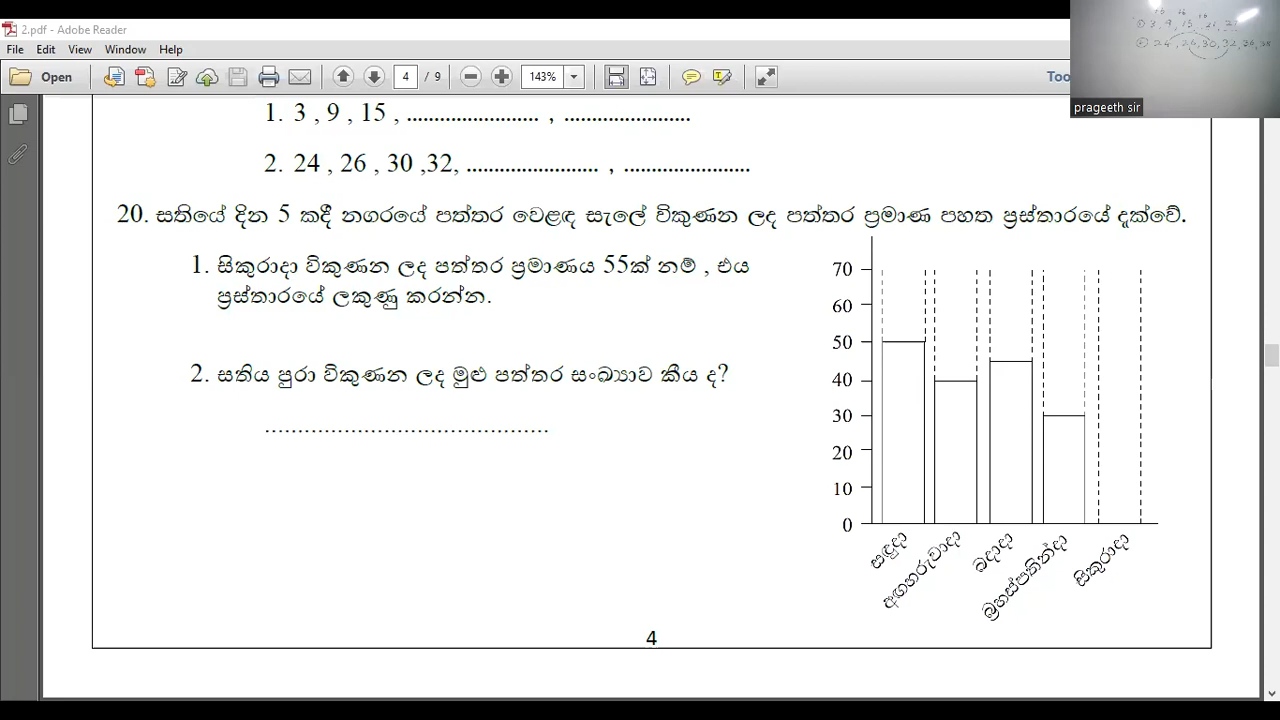 2.pdf - Adobe Reader
File Edit View Window Help
Open 4 / 9 143% Too
prageeth sir
1. 3 , 9 , 15 , ........................ , .......................
2. 24 , 26 , 30 ,32, ........................ , .......................
20. සතියේ දින 5 කදී නගරයේ පත්තර වෙළඳ සැලේ විකුණන ලද පත්තර ප්‍රමාණ පහත ප්‍රස්තාරයේ දැක්වේ.
1. සිකුරාදා විකුණන ලද පත්තර ප්‍රමාණය 55ක් නම් , එය
ප්‍රස්තාරයේ ලකුණු කරන්න.
2. සතිය පුරා විකුණන ලද මුළු පත්තර සංඛ්‍යාව කීය ද?
..........................................
70
60
50
40
30
20
10
0
සඳුදා
අඟහරුවාදා
බදාදා
බ්‍රහස්පතින්දා
සිකුරාදා
4